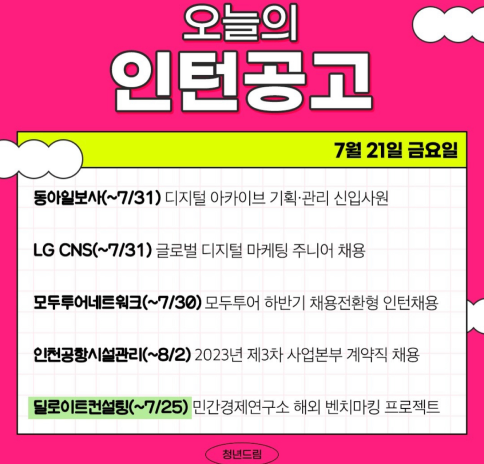 오늘의
인턴공고
7월 21일 금요일
동아일보사(~7/31) 디지털 아카이브 기획·관리 신입사원
LG CNS(~7/31) 글로벌 디지털 마케팅 주니어 채용
모두투어네트워크(~7/30) 모두투어 하반기 채용전환형 인턴채용
인천공항시설관리(~8/2) 2023년 제3차 사업본부 계약직 채용
딜로이트컨설팅(~7/25) 민간경제연구소 해외 벤치마킹 프로젝트
청년드림